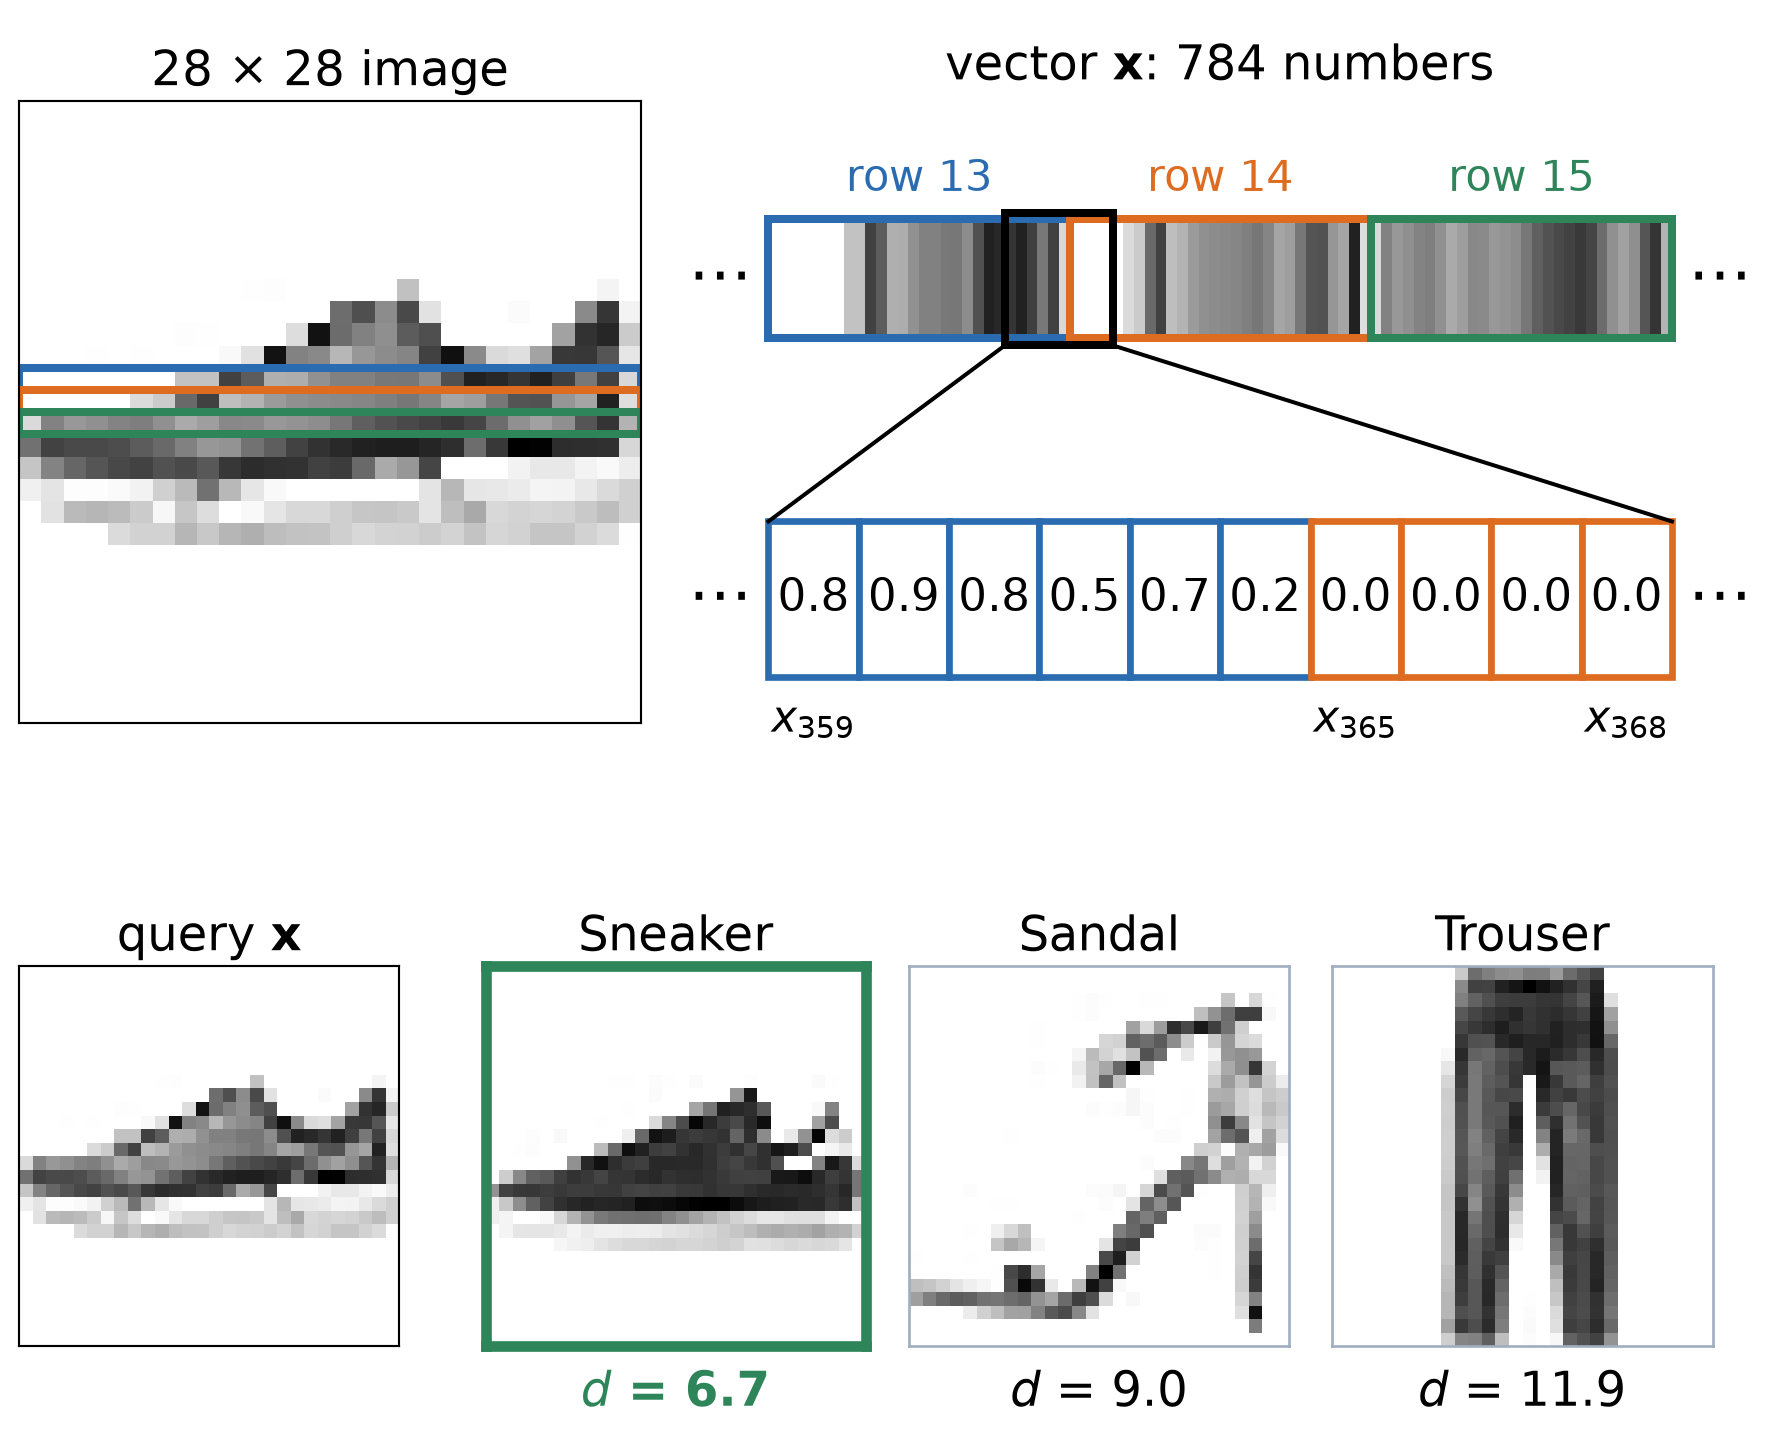 28 × 28 image
vector x: 784 numbers
row 13 row 14 row 15
... ...
... 0.8 0.9 0.8 0.5 0.7 0.2 0.0 0.0 0.0 0.0 ...
x₃₅₉ x₃₆₅ x₃₆₈
query x Sneaker Sandal Trouser
d = 6.7 d = 9.0 d = 11.9